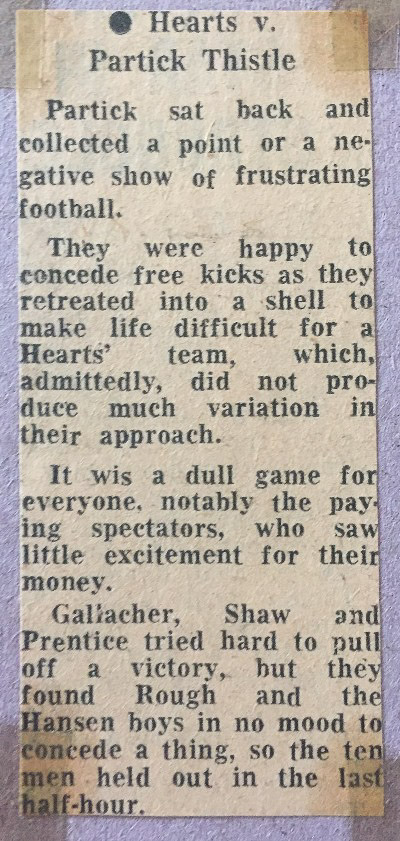 ● Hearts v.
Partick Thistle
Partick sat back and
collected a point or a ne-
gative show of frustrating
football.
They were happy to
concede free kicks as they
retreated into a shell to
make life difficult for a
Hearts' team, which,
admittedly, did not pro-
duce much variation in
their approach.
It wis a dull game for
everyone, notably the pay-
ing spectators, who saw
little excitement for their
money.
Gallacher, Shaw and
Prentice tried hard to pull
off a victory, but they
found Rough and the
Hansen boys in no mood to
concede a thing, so the ten
men held out in the last
half-hour.